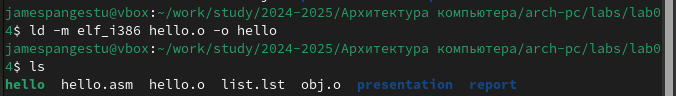 jamespangestu@vbox:~/work/study/2024-2025/Архитектура компьютера/arch-pc/labs/lab0
4$ ld -m elf_i386 hello.o -o hello
jamespangestu@vbox:~/work/study/2024-2025/Архитектура компьютера/arch-pc/labs/lab0
4$ ls
hello  hello.asm  hello.o  list.lst  obj.o  presentation  report